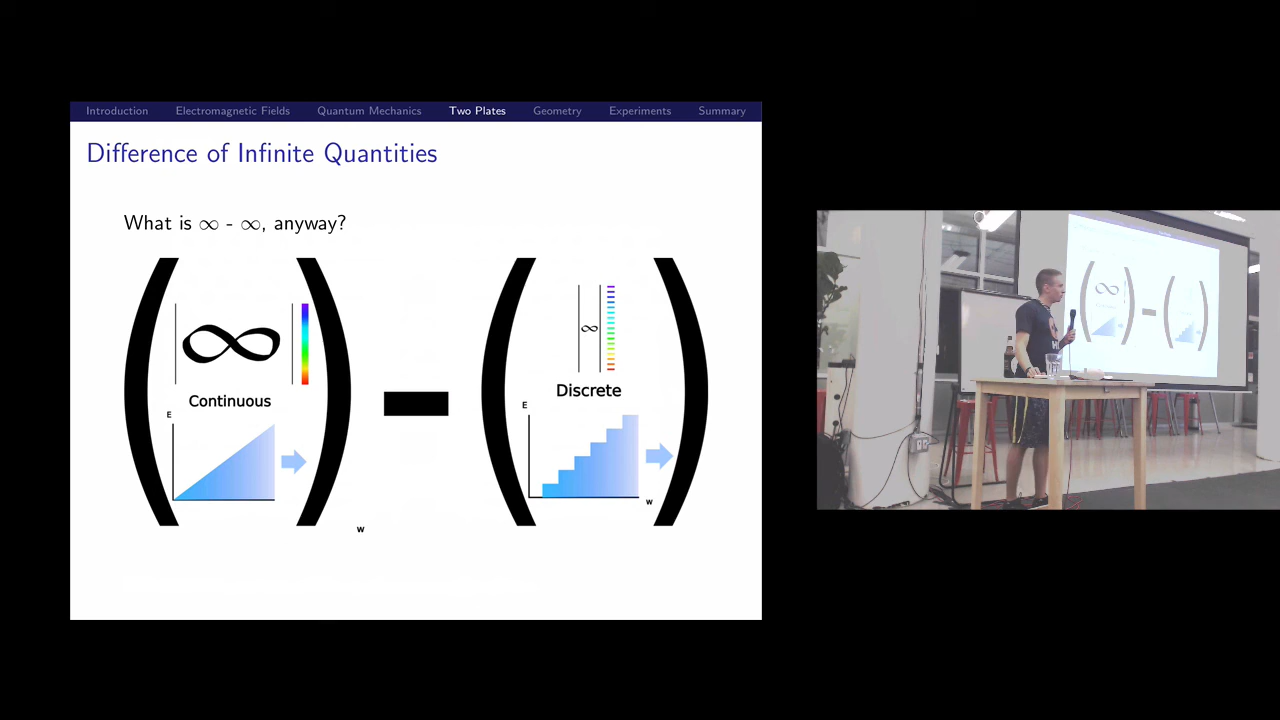 Introduction Electromagnetic Fields Quantum Mechanics Two Plates Geometry Experiments Summary
Difference of Infinite Quantities
What is ∞ - ∞, anyway?
∞
Continuous
E
w
∞
Discrete
E
w